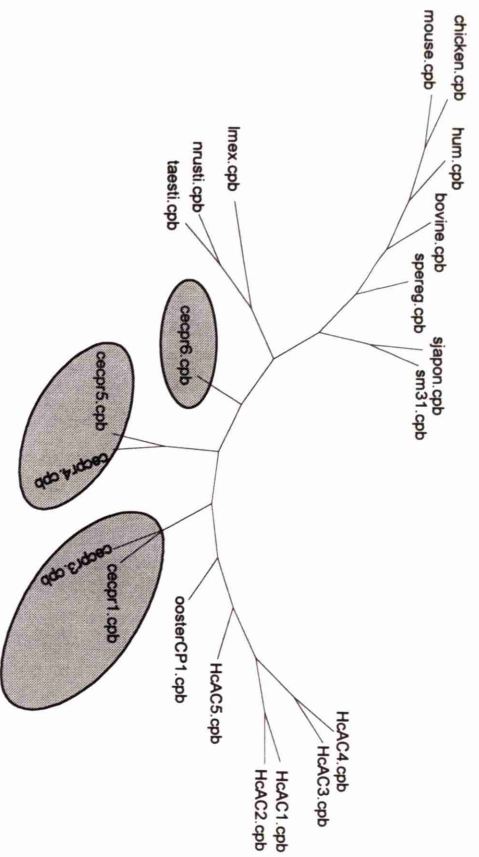 chicken.cpb
mouse.cpb
hum.cpb
bovine.cpb
spereg.cpb
sjapon.cpb
sm31.cpb
lmex.cpb
nrusti.cpb
taesti.cpb
cecpr6.cpb
cecpr5.cpb
cecpr4.cpb
cecpr3.cpb
cecpr1.cpb
oosterCP1.cpb
HcAC5.cpb
HcAC4.cpb
HcAC3.cpb
HcAC1.cpb
HcAC2.cpb